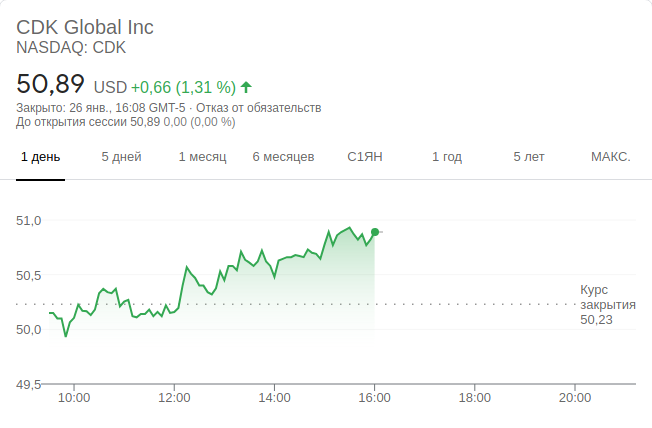 CDK Global Inc
NASDAQ: CDK
50,89 USD +0,66 (1,31 %)
Закрыто: 26 янв., 16:08 GMT-5 · Отказ от обязательств
До открытия сессии 50,89 0,00 (0,00 %)
1 день 5 дней 1 месяц 6 месяцев С1ЯН 1 год 5 лет МАКС.
51,0
50,5
Курс
закрытия
50,23
50,0
49,5
10:00 12:00 14:00 16:00 18:00 20:00